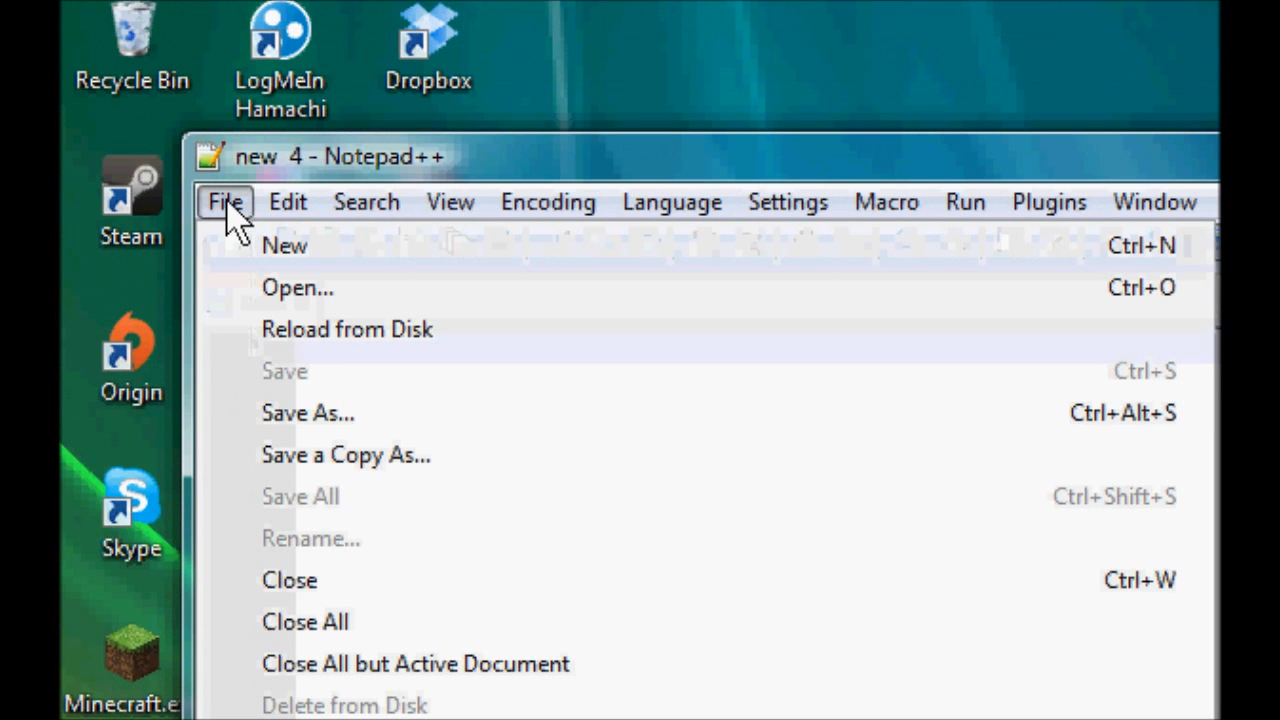 Recycle Bin
LogMeIn
Hamachi
Dropbox
new 4 - Notepad++
File Edit Search View Encoding Language Settings Macro Run Plugins Window
New Ctrl+N
Open... Ctrl+O
Reload from Disk
Save Ctrl+S
Save As... Ctrl+Alt+S
Save a Copy As...
Save All Ctrl+Shift+S
Rename...
Close Ctrl+W
Close All
Close All but Active Document
Delete from Disk
Steam
Origin
Skype
Minecraft.e